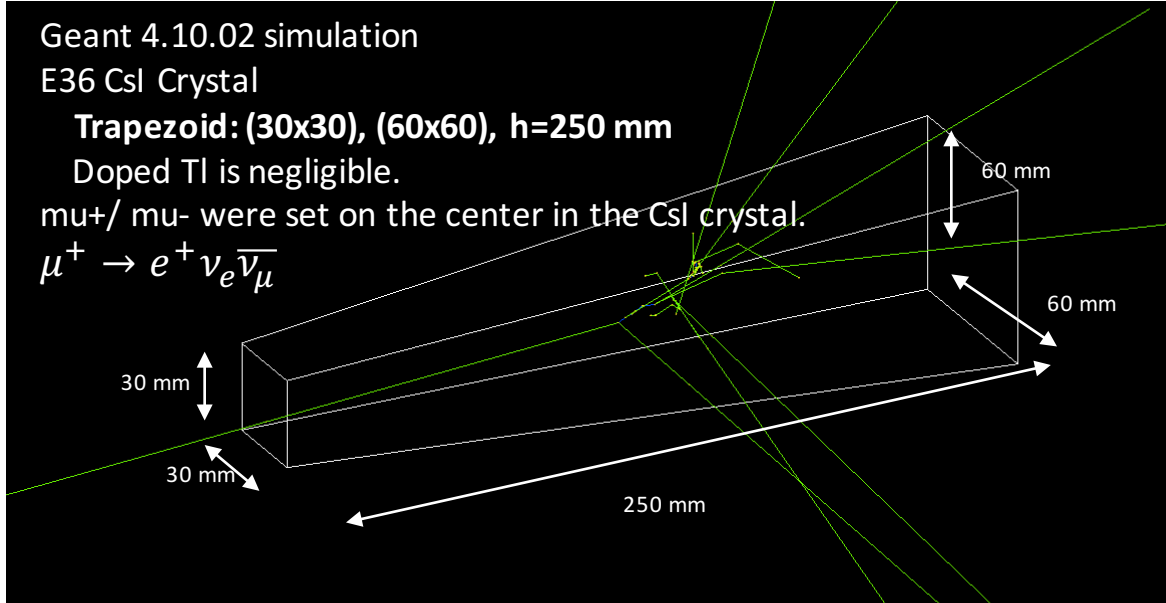 Geant 4.10.02 simulation
E36 CsI Crystal
Trapezoid: (30x30), (60x60), h=250 mm
Doped Tl is negligible.
mu+/ mu- were set on the center in the CsI crystal.
μ⁺ → e⁺ νₑ ν̅_μ
60 mm
60 mm
30 mm
30 mm
250 mm